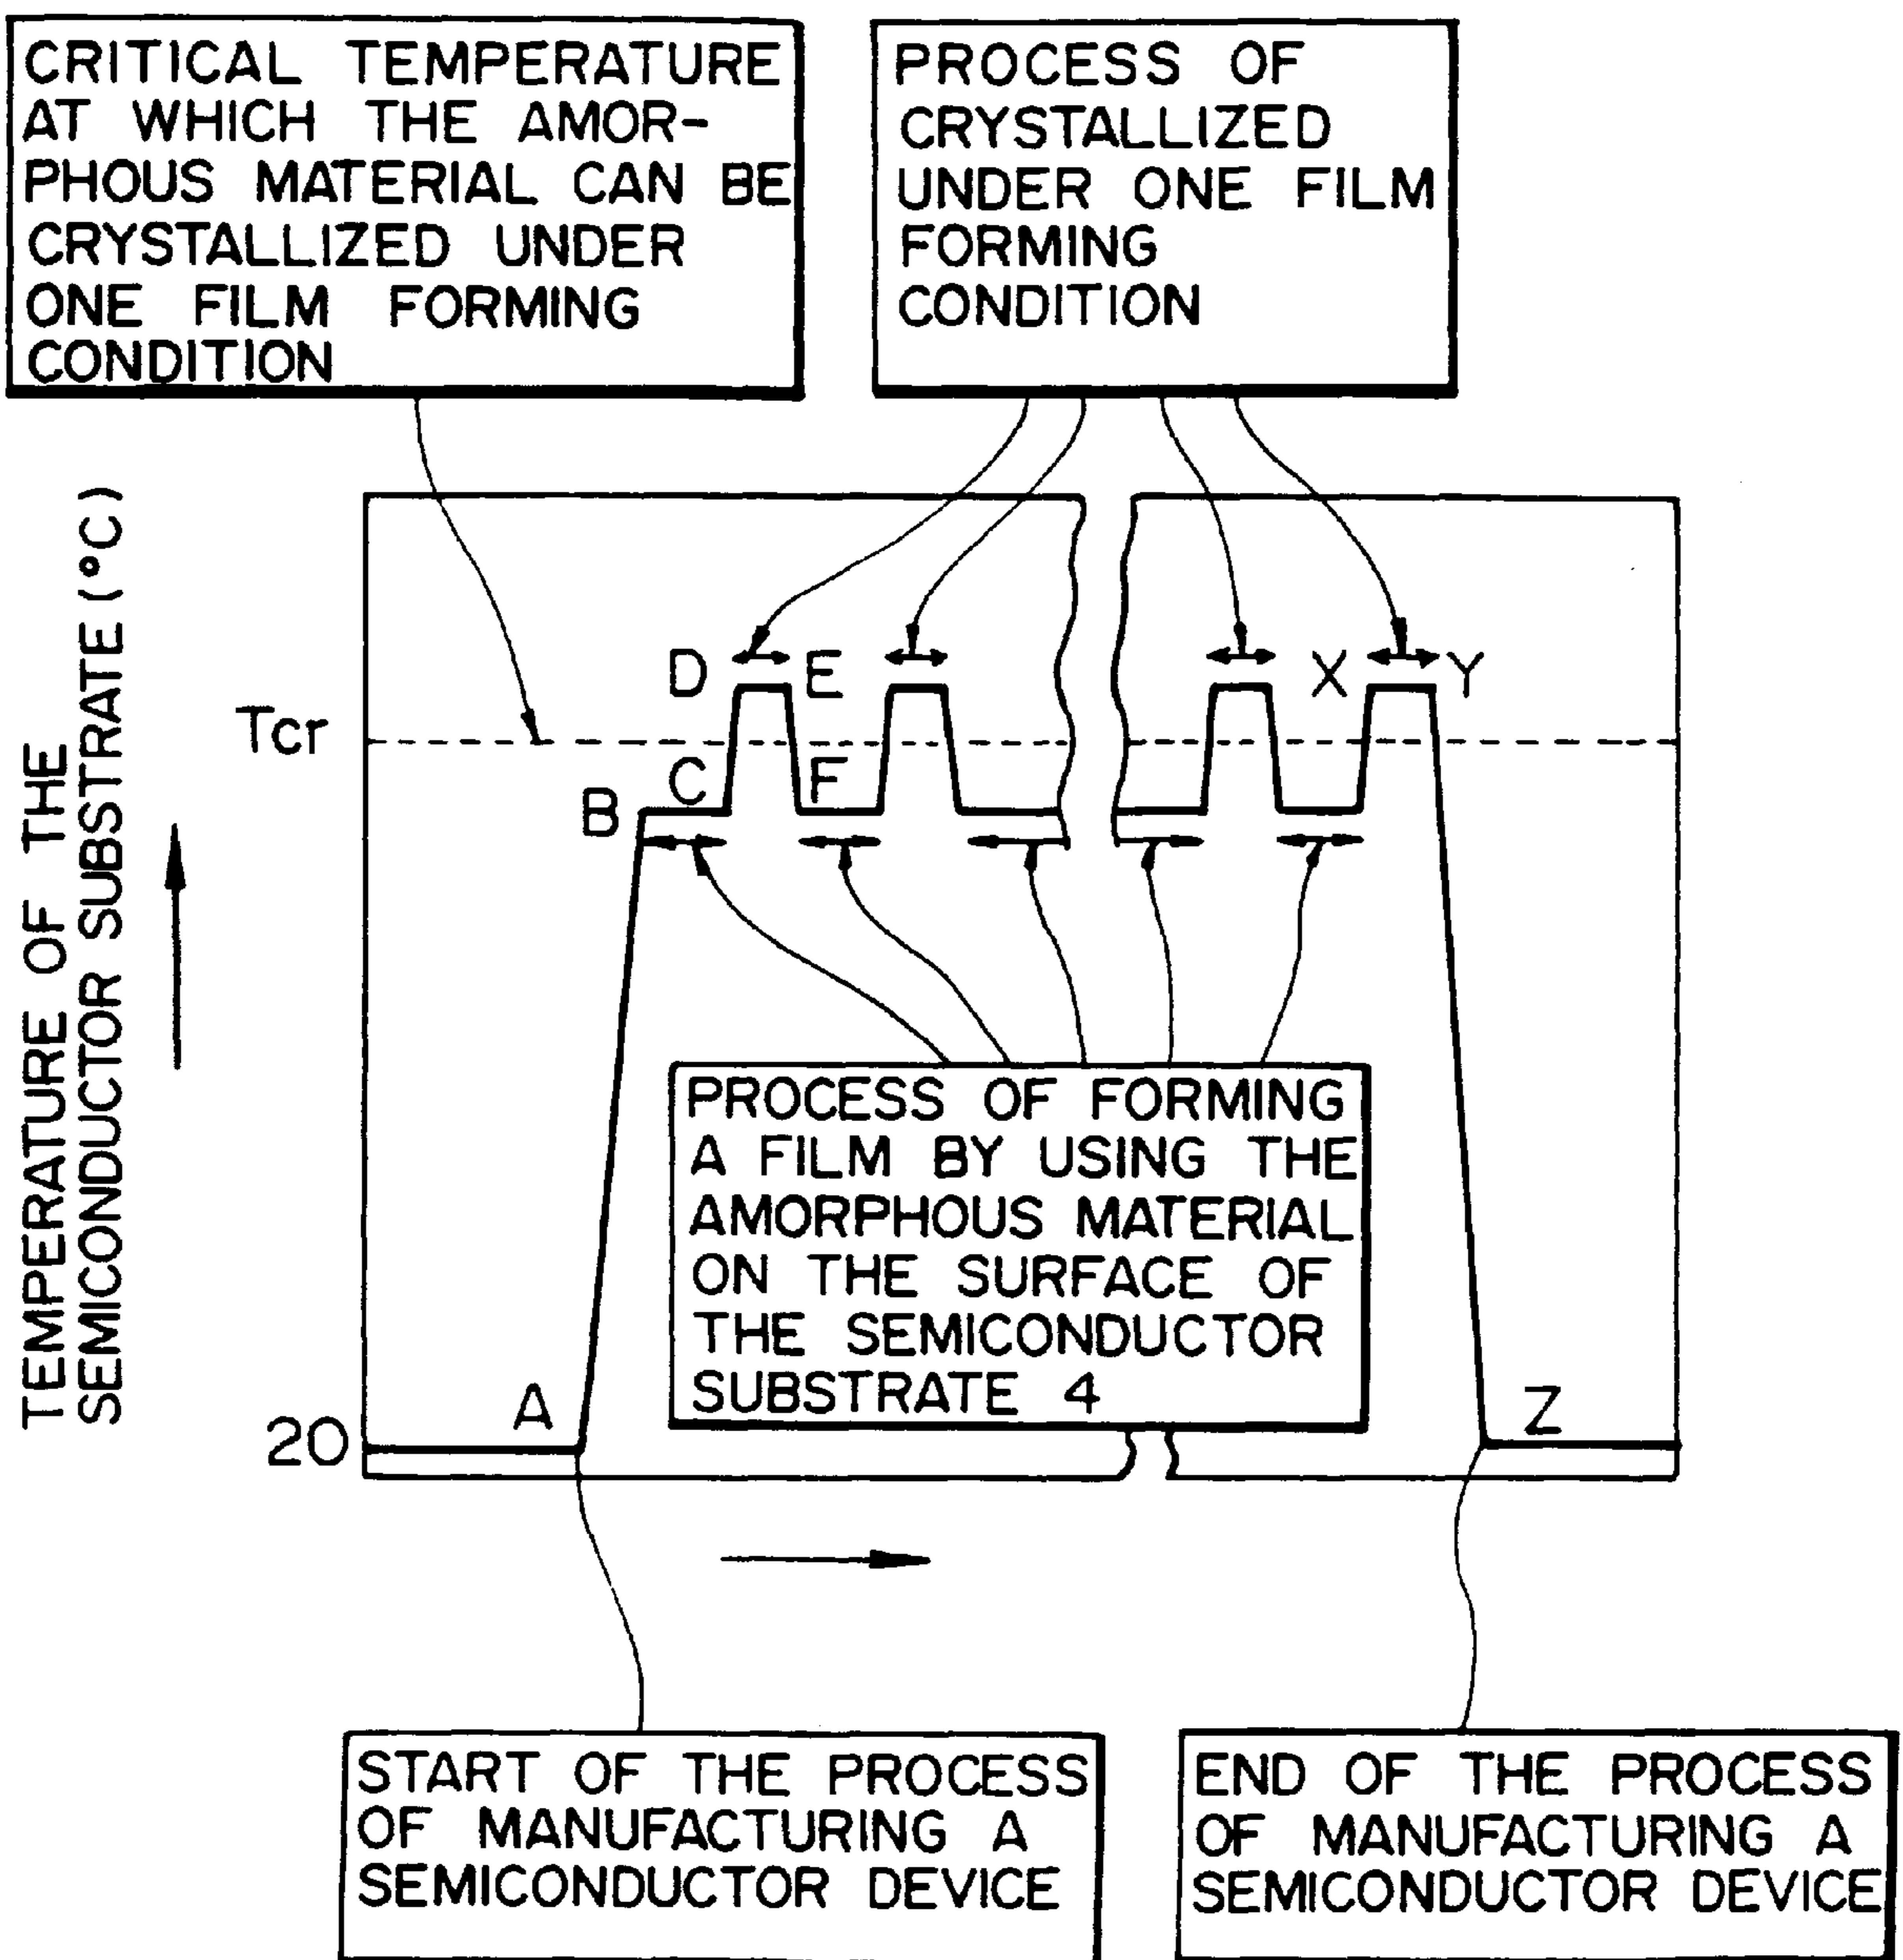 CRITICAL TEMPERATURE
AT WHICH THE AMOR-
PHOUS MATERIAL CAN BE
CRYSTALLIZED UNDER
ONE FILM FORMING
CONDITION
PROCESS OF
CRYSTALLIZED
UNDER ONE FILM
FORMING
CONDITION
TEMPERATURE OF THE
SEMICONDUCTOR SUBSTRATE (°C)
D
E
X
Y
Tcr
C
F
B
PROCESS OF FORMING
A FILM BY USING THE
AMORPHOUS MATERIAL
ON THE SURFACE OF
THE SEMICONDUCTOR
SUBSTRATE 4
A
Z
20
START OF THE PROCESS
OF MANUFACTURING A
SEMICONDUCTOR DEVICE
END OF THE PROCESS
OF MANUFACTURING A
SEMICONDUCTOR DEVICE